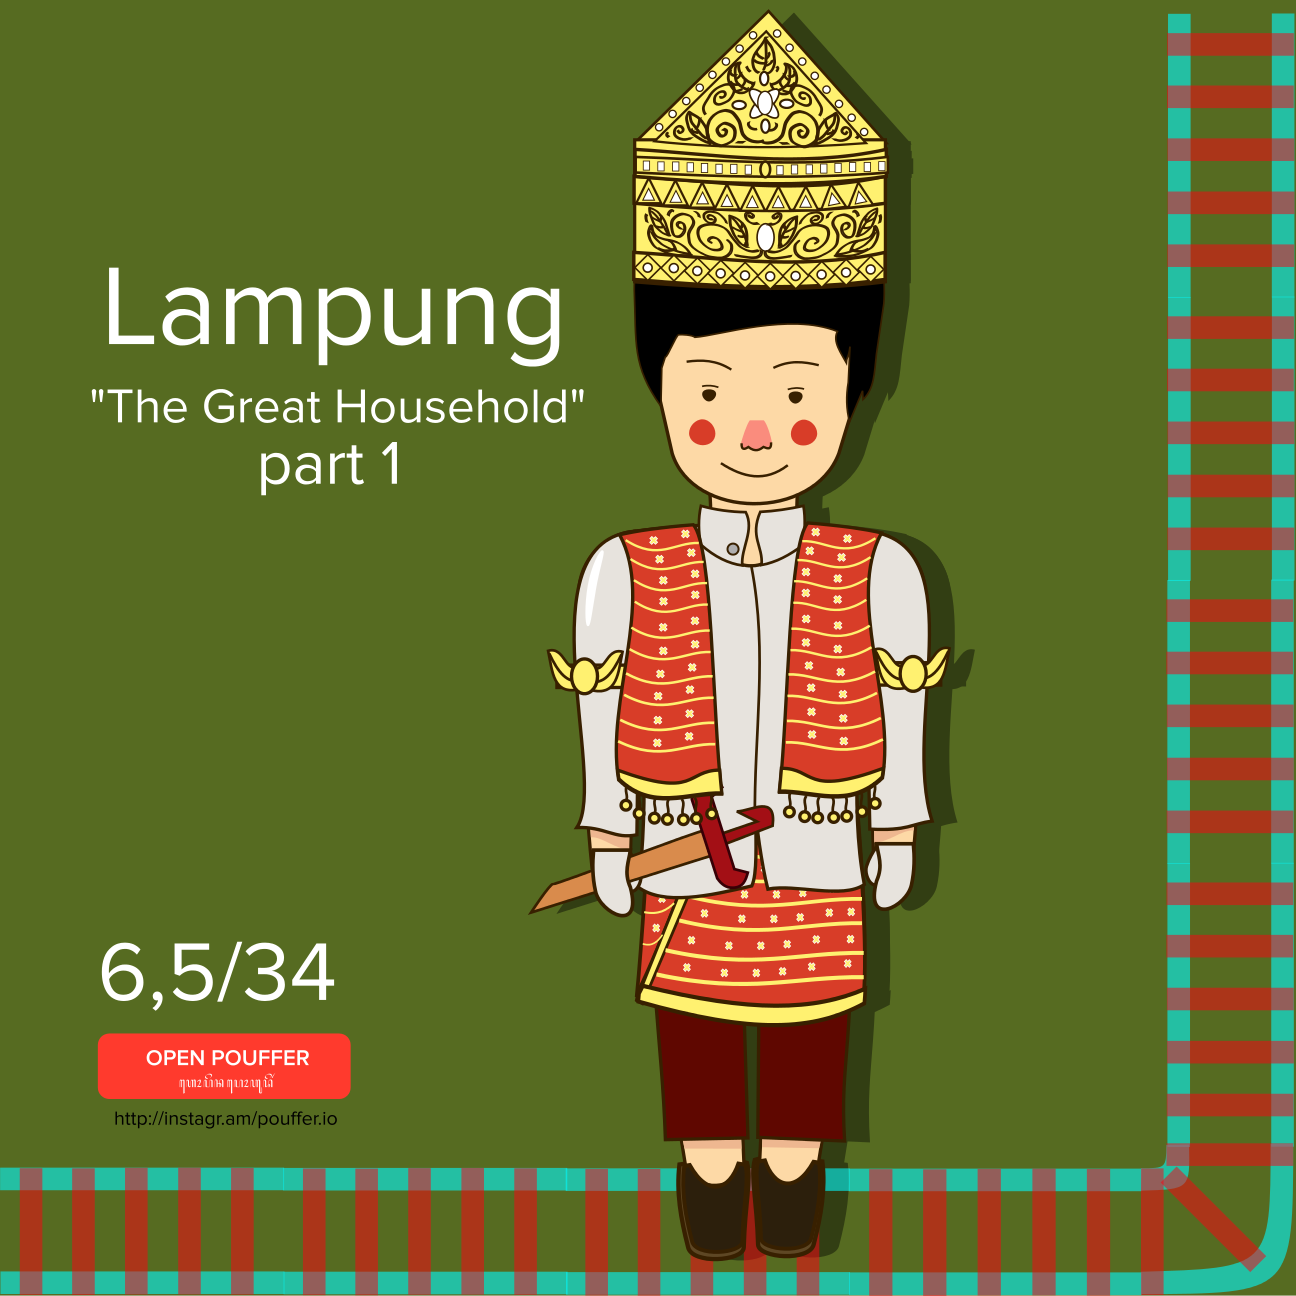 Lampung
"The Great Household"
part 1
6,5/34
OPEN POUFFER
http://instagr.am/pouffer.io